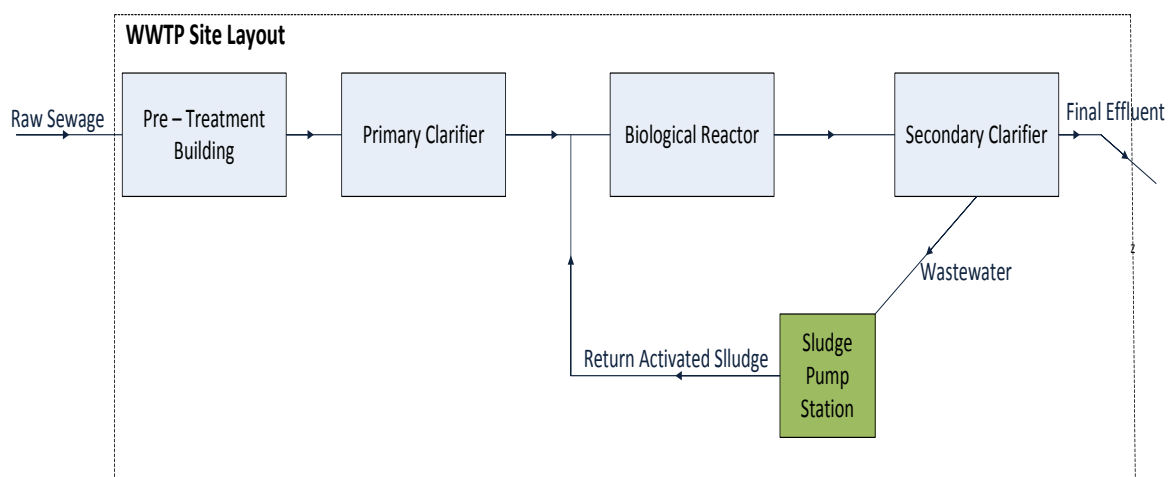 WWTP Site Layout
Raw Sewage
Pre – Treatment
Building
Primary Clarifier
Biological Reactor
Secondary Clarifier
Final Effluent
z
Wastewater
Return Activated Slludge
Sludge
Pump
Station